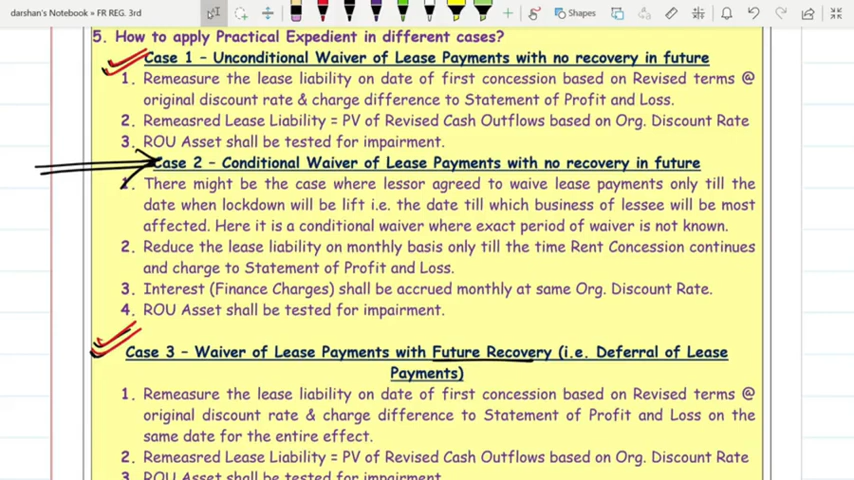 darshan's Notebook » FR REG. 3rd
Shapes
5. How to apply Practical Expedient in different cases?
Case 1 – Unconditional Waiver of Lease Payments with no recovery in future
1. Remeasure the lease liability on date of first concession based on Revised terms @
original discount rate & charge difference to Statement of Profit and Loss.
2. Remeasred Lease Liability = PV of Revised Cash Outflows based on Org. Discount Rate
3. ROU Asset shall be tested for impairment.
Case 2 – Conditional Waiver of Lease Payments with no recovery in future
1. There might be the case where lessor agreed to waive lease payments only till the
date when lockdown will be lift i.e. the date till which business of lessee will be most
affected. Here it is a conditional waiver where exact period of waiver is not known.
2. Reduce the lease liability on monthly basis only till the time Rent Concession continues
and charge to Statement of Profit and Loss.
3. Interest (Finance Charges) shall be accrued monthly at same Org. Discount Rate.
4. ROU Asset shall be tested for impairment.
Case 3 – Waiver of Lease Payments with Future Recovery (i.e. Deferral of Lease
Payments)
1. Remeasure the lease liability on date of first concession based on Revised terms @
original discount rate & charge difference to Statement of Profit and Loss on the
same date for the entire effect.
2. Remeasred Lease Liability = PV of Revised Cash Outflows based on Org. Discount Rate
3. ROU Asset shall be tested for impairment.